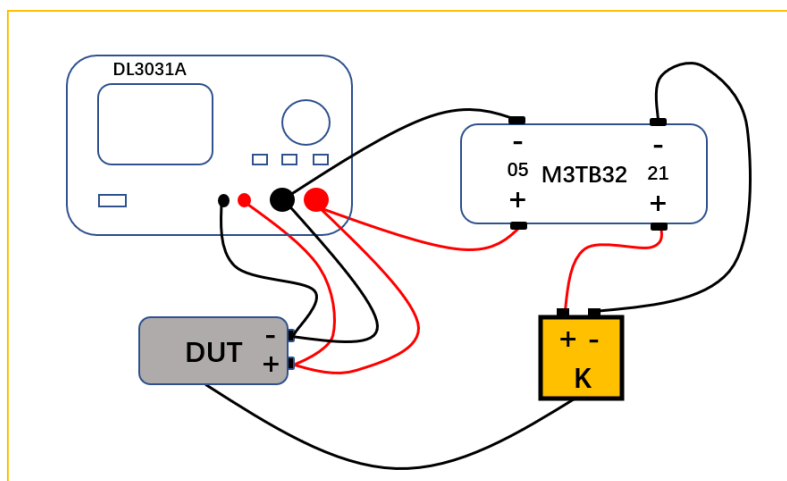 DL3031A
-
-
05 M3TB32 21
+
+
DUT
-
+
+ -
K